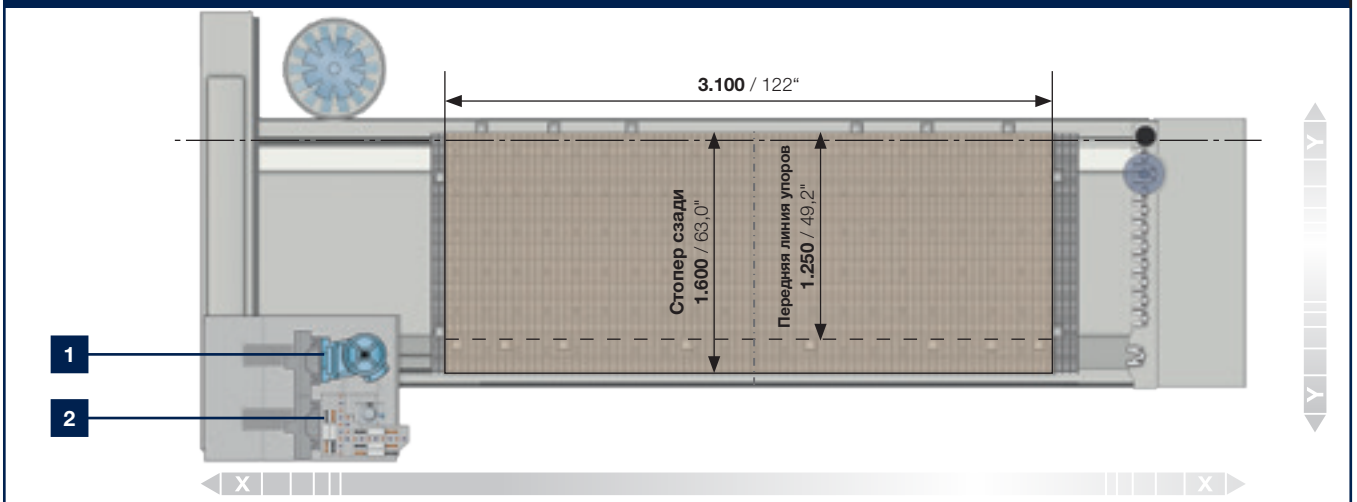 3.100 / 122“
Стопер сзади
1.600 / 63,0"
Передняя линия упоров
1.250 / 49,2"
Y
Y
1
2
X
X